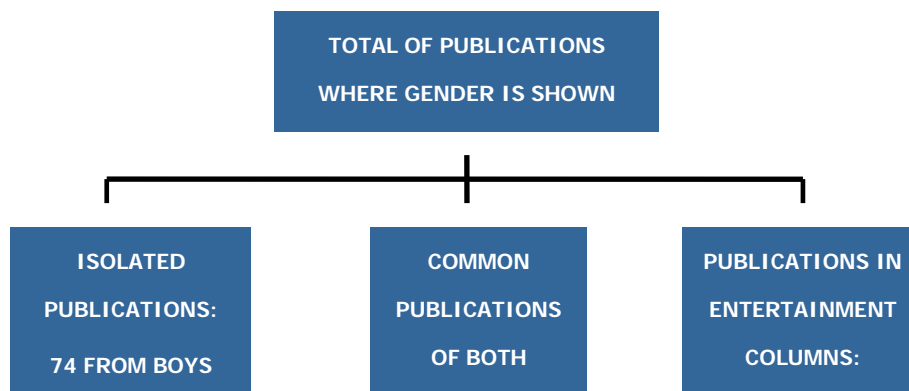 TOTAL OF PUBLICATIONS
WHERE GENDER IS SHOWN
ISOLATED
PUBLICATIONS:
74 FROM BOYS
COMMON
PUBLICATIONS
OF BOTH
PUBLICATIONS IN
ENTERTAINMENT
COLUMNS: